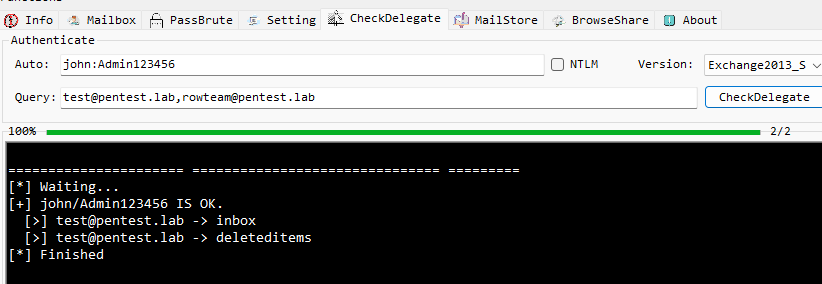 Info Mailbox PassBrute Setting CheckDelegate MailStore BrowseShare About
Authenticate
Auto: john:Admin123456 NTLM Version: Exchange2013_S
Query: test@pentest.lab,rowteam@pentest.lab CheckDelegate
100% 2/2
====================== =============================== =========
[*] Waiting...
[+] john/Admin123456 IS OK.
[>] test@pentest.lab -> inbox
[>] test@pentest.lab -> deleteditems
[*] Finished